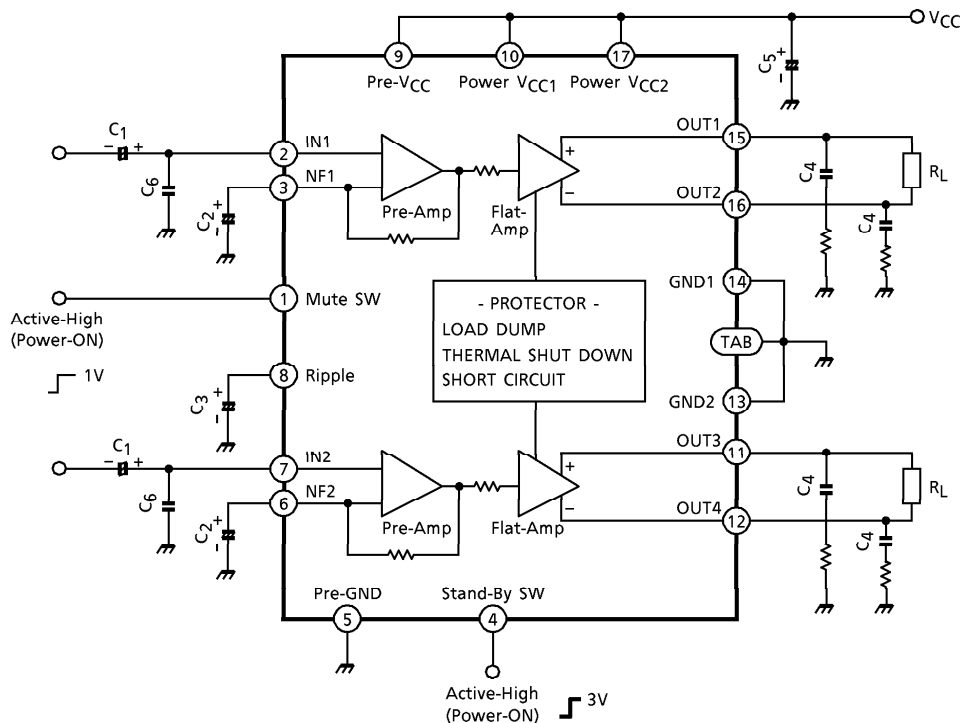 VCC
9
10
17
C5
+
-
Pre-VCC
Power VCC1
Power VCC2
OUT1
15
C1
- +
2
IN1
+
C4
RL
C6
3
NF1
C2
+
-
Pre-Amp
Flat-
Amp
-
OUT2
16
C4
1
Mute SW
Active-High
(Power-ON)
1V
GND1
14
- PROTECTOR -
LOAD DUMP
THERMAL SHUT DOWN
SHORT CIRCUIT
TAB
8
Ripple
C3
+
-
GND2
13
OUT3
11
C1
- +
7
IN2
+
C4
RL
C6
6
NF2
C2
+
-
Pre-Amp
Flat-Amp
-
OUT4
12
C4
Pre-GND
5
Stand-By SW
4
Active-High
(Power-ON)
3V